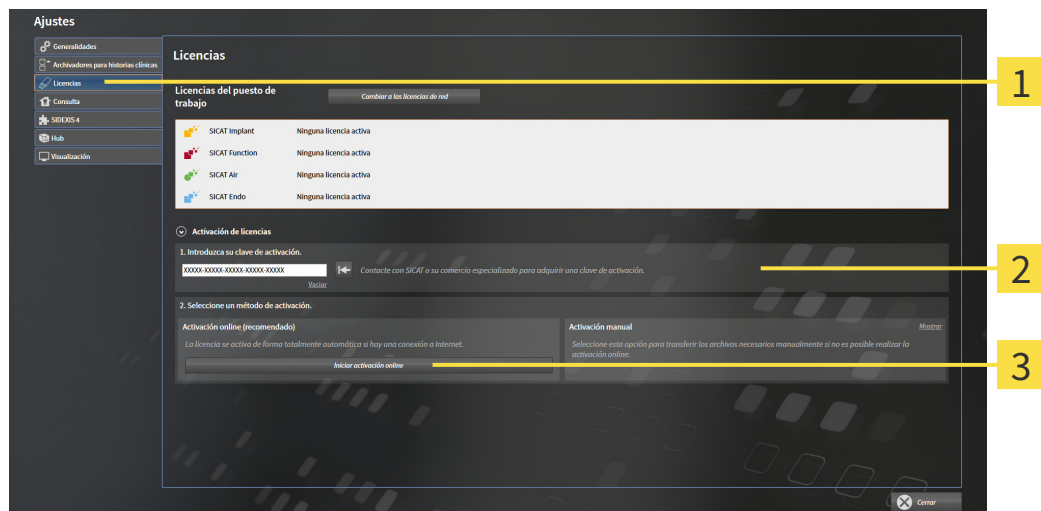 Ajustes
Generalidades
Archivadores para historias clínicas
Licencias
Consulta
SIDEXIS 4
Hub
Visualización
Licencias
Licencias del puesto de
trabajo
Cambiar a las licencias de red
SICAT Implant Ninguna licencia activa
SICAT Function Ninguna licencia activa
SICAT Air Ninguna licencia activa
SICAT Endo Ninguna licencia activa
Activación de licencias
1. Introduzca su clave de activación.
XXXXX-XXXXX-XXXXX-XXXXX-XXXXX
Contacte con SICAT o su comercio especializado para adquirir una clave de activación.
Vaciar
2. Seleccione un método de activación.
Activación online (recomendado)
La licencia se activa de forma totalmente automática si hay una conexión a Internet.
Iniciar activación online
Activación manual
Mostrar
Seleccione esta opción para transferir los archivos necesarios manualmente si no es posible realizar la
activación online.
Cerrar
1
2
3